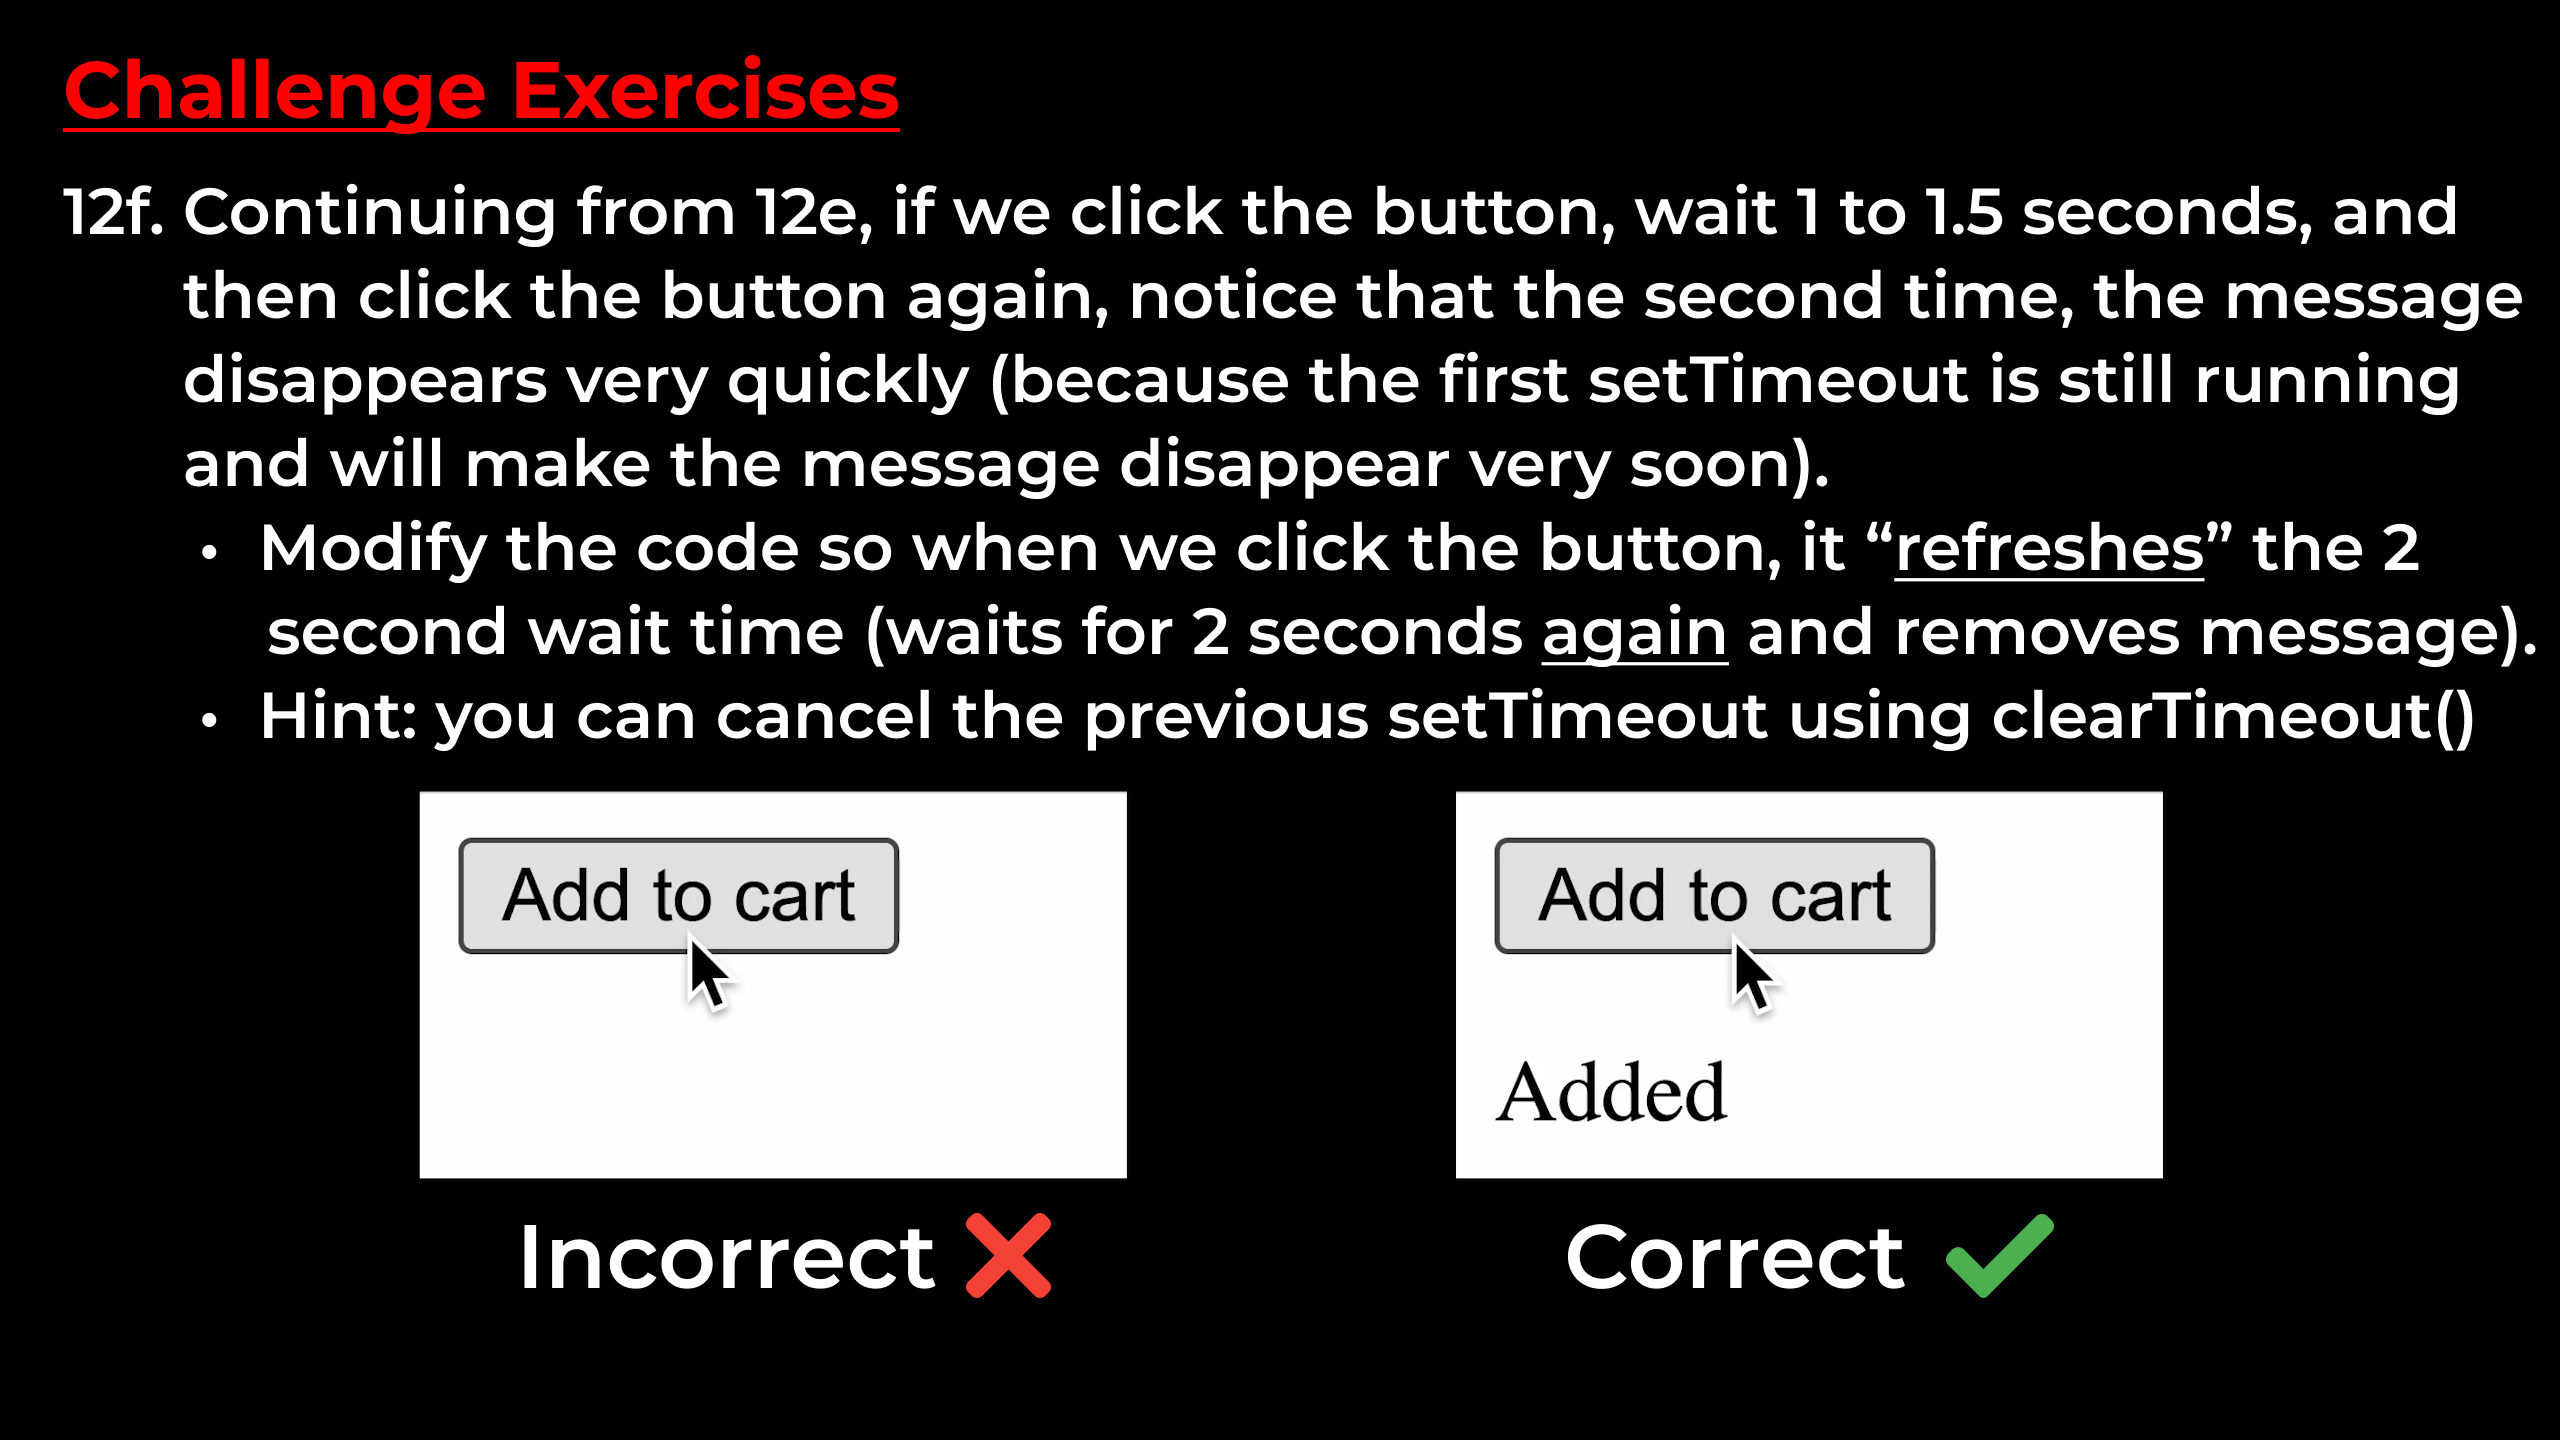 Challenge Exercises
12f. Continuing from 12e, if we click the button, wait 1 to 1.5 seconds, and
then click the button again, notice that the second time, the message
disappears very quickly (because the first setTimeout is still running
and will make the message disappear very soon).
• Modify the code so when we click the button, it “refreshes” the 2
second wait time (waits for 2 seconds again and removes message).
• Hint: you can cancel the previous setTimeout using clearTimeout()
Add to cart
Incorrect
Add to cart
Added
Correct